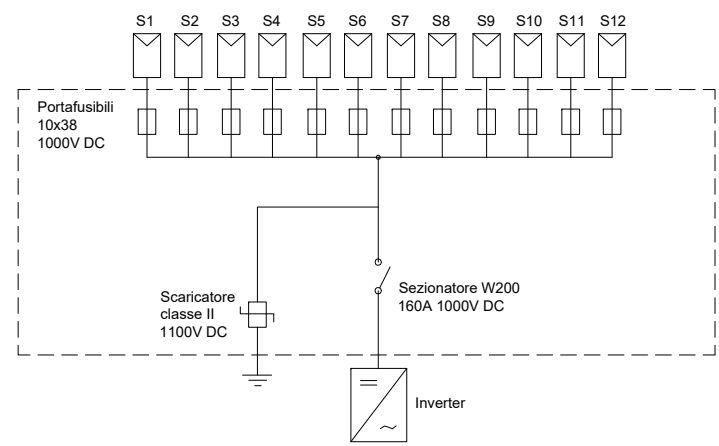 S1 S2 S3 S4 S5 S6 S7 S8 S9 S10 S11 S12
Portafusibili
10x38
1000V DC
Sezionatore W200
160A 1000V DC
Scaricatore
classe II
1100V DC
Inverter